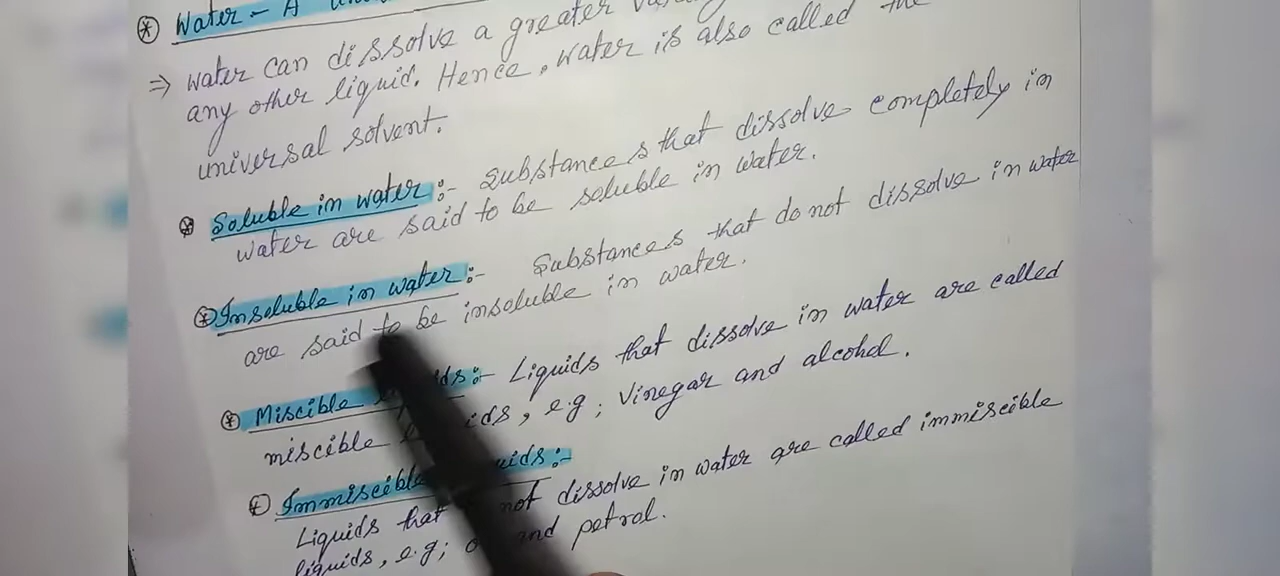 Water - A
⇒ Water can dissolve a greater
any other liquid. Hence, water is also called the
universal solvent.
Soluble in water:- Substances that dissolve completely in
water are said to be soluble in water.
Insoluble in water:- Substances that do not dissolve in water
are said to be insoluble in water.
Miscible :- Liquids that dissolve in water are called
miscible , e.g; Vinegar and alcohol.
Immiscible :-
Liquids that not dissolve in water are called immiscible
liquids, e.g; and petrol.